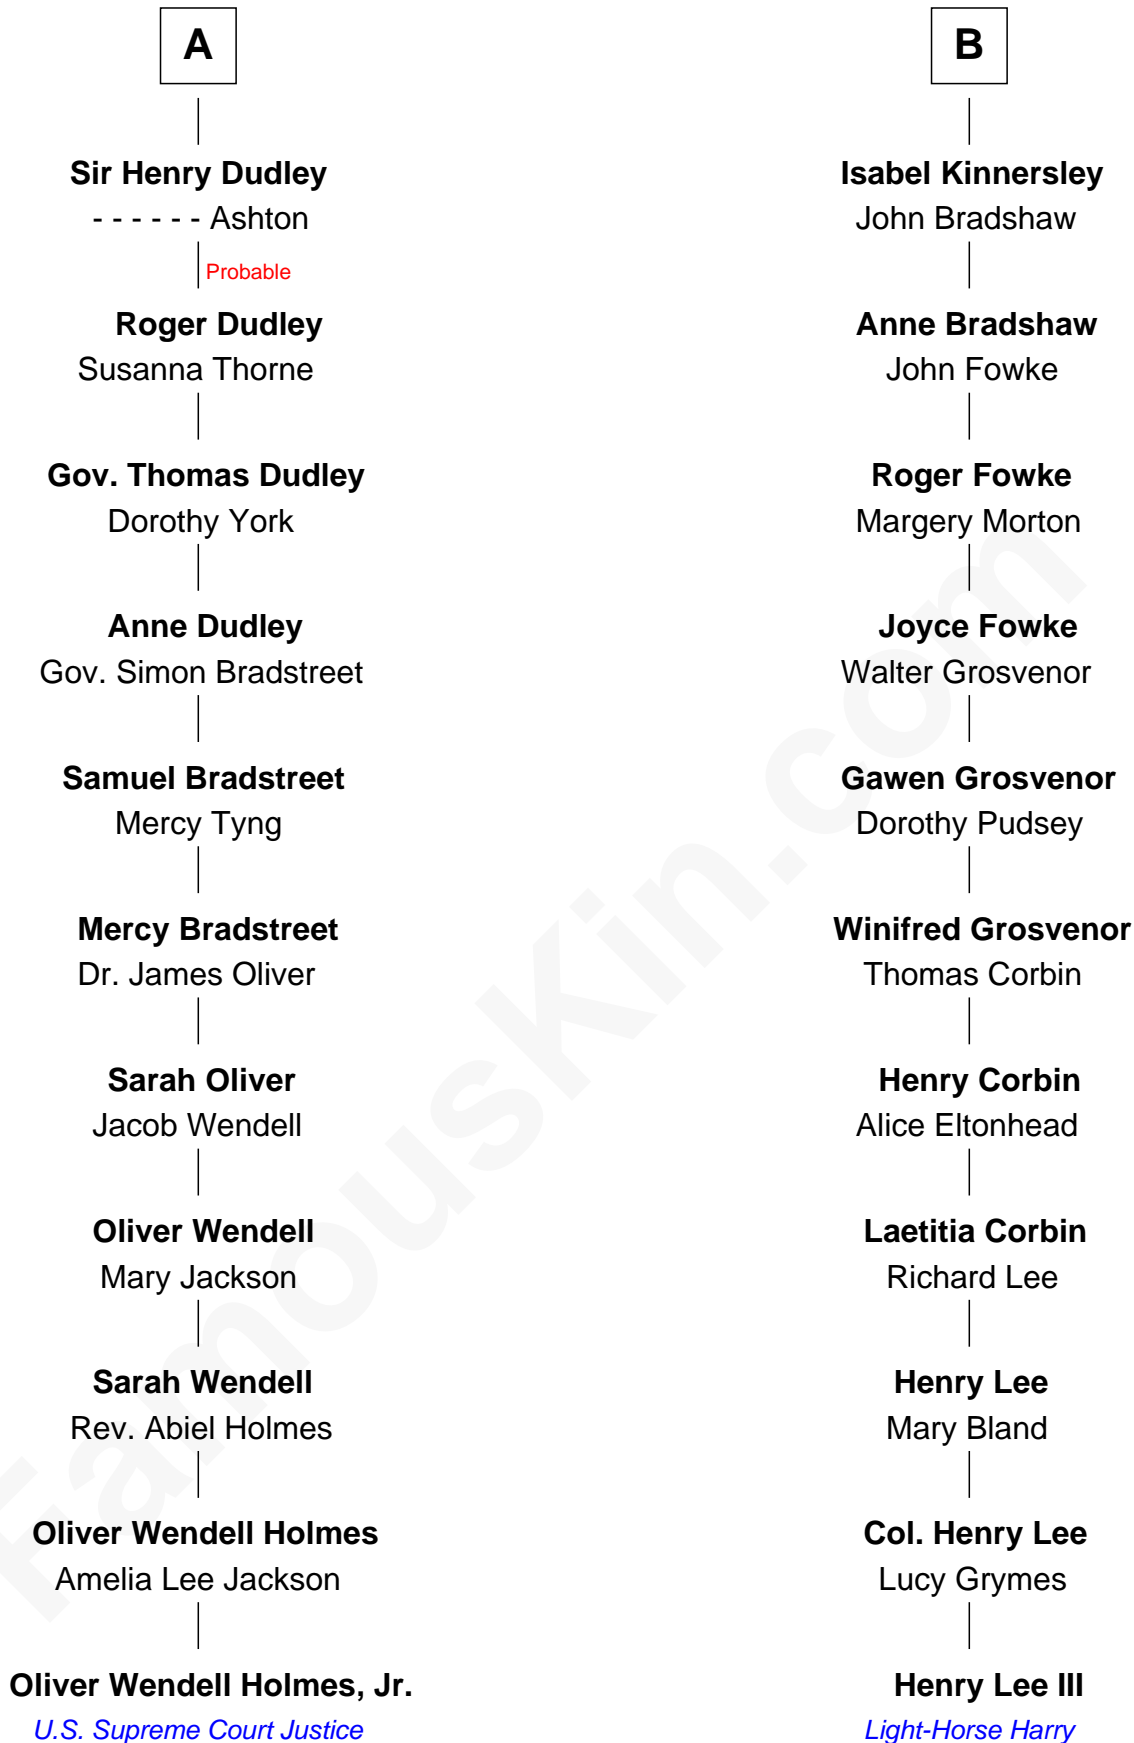 A
Sir Henry Dudley
- - - - - - Ashton
Probable
Roger Dudley
Susanna Thorne
Gov. Thomas Dudley
Dorothy York
Anne Dudley
Gov. Simon Bradstreet
Samuel Bradstreet
Mercy Tyng
Mercy Bradstreet
Dr. James Oliver
Sarah Oliver
Jacob Wendell
Oliver Wendell
Mary Jackson
Sarah Wendell
Rev. Abiel Holmes
Oliver Wendell Holmes
Amelia Lee Jackson
Oliver Wendell Holmes, Jr.
U.S. Supreme Court Justice
B
Isabel Kinnersley
John Bradshaw
Anne Bradshaw
John Fowke
Roger Fowke
Margery Morton
Joyce Fowke
Walter Grosvenor
Gawen Grosvenor
Dorothy Pudsey
Winifred Grosvenor
Thomas Corbin
Henry Corbin
Alice Eltonhead
Laetitia Corbin
Richard Lee
Henry Lee
Mary Bland
Col. Henry Lee
Lucy Grymes
Henry Lee III
Light-Horse Harry
FamousKin.com